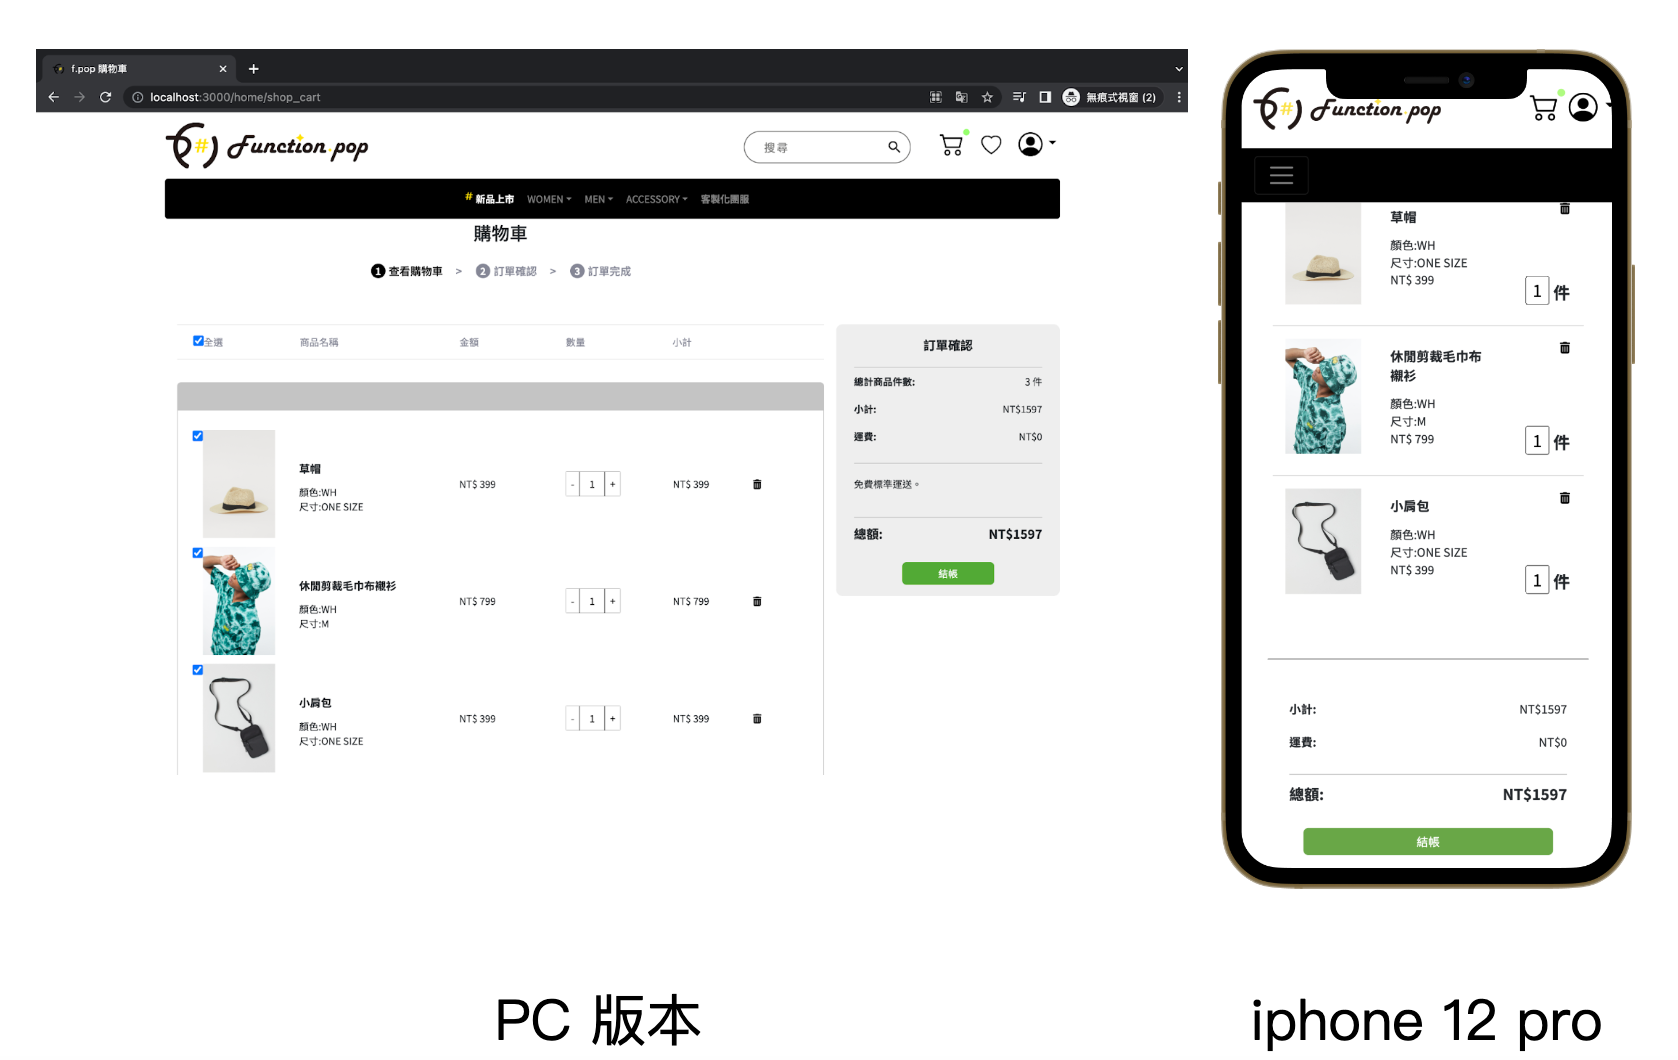 f.pop 購物車
localhost:3000/home/shop_cart
無痕式視窗 (2)
#) Function.pop
搜尋
# 新品上市 WOMEN MEN ACCESSORY 客製化團服
購物車
1 查看購物車 > 2 訂單確認 > 3 訂單完成
全選 商品名稱 金額 數量 小計
草帽
顏色:WH
尺寸:ONE SIZE
NT$ 399 - 1 + NT$ 399
休閒剪裁毛巾布襯衫
顏色:WH
尺寸:M
NT$ 799 - 1 + NT$ 799
小肩包
顏色:WH
尺寸:ONE SIZE
NT$ 399 - 1 + NT$ 399
訂單確認
總計商品件數: 3 件
小計: NT$1597
運費: NT$0
免費標準運送。
總額: NT$1597
結帳
#) Function.pop
草帽
顏色:WH
尺寸:ONE SIZE
NT$ 399
1 件
休閒剪裁毛巾布
襯衫
顏色:WH
尺寸:M
NT$ 799
1 件
小肩包
顏色:WH
尺寸:ONE SIZE
NT$ 399
1 件
小計: NT$1597
運費: NT$0
總額: NT$1597
結帳
PC 版本
iphone 12 pro